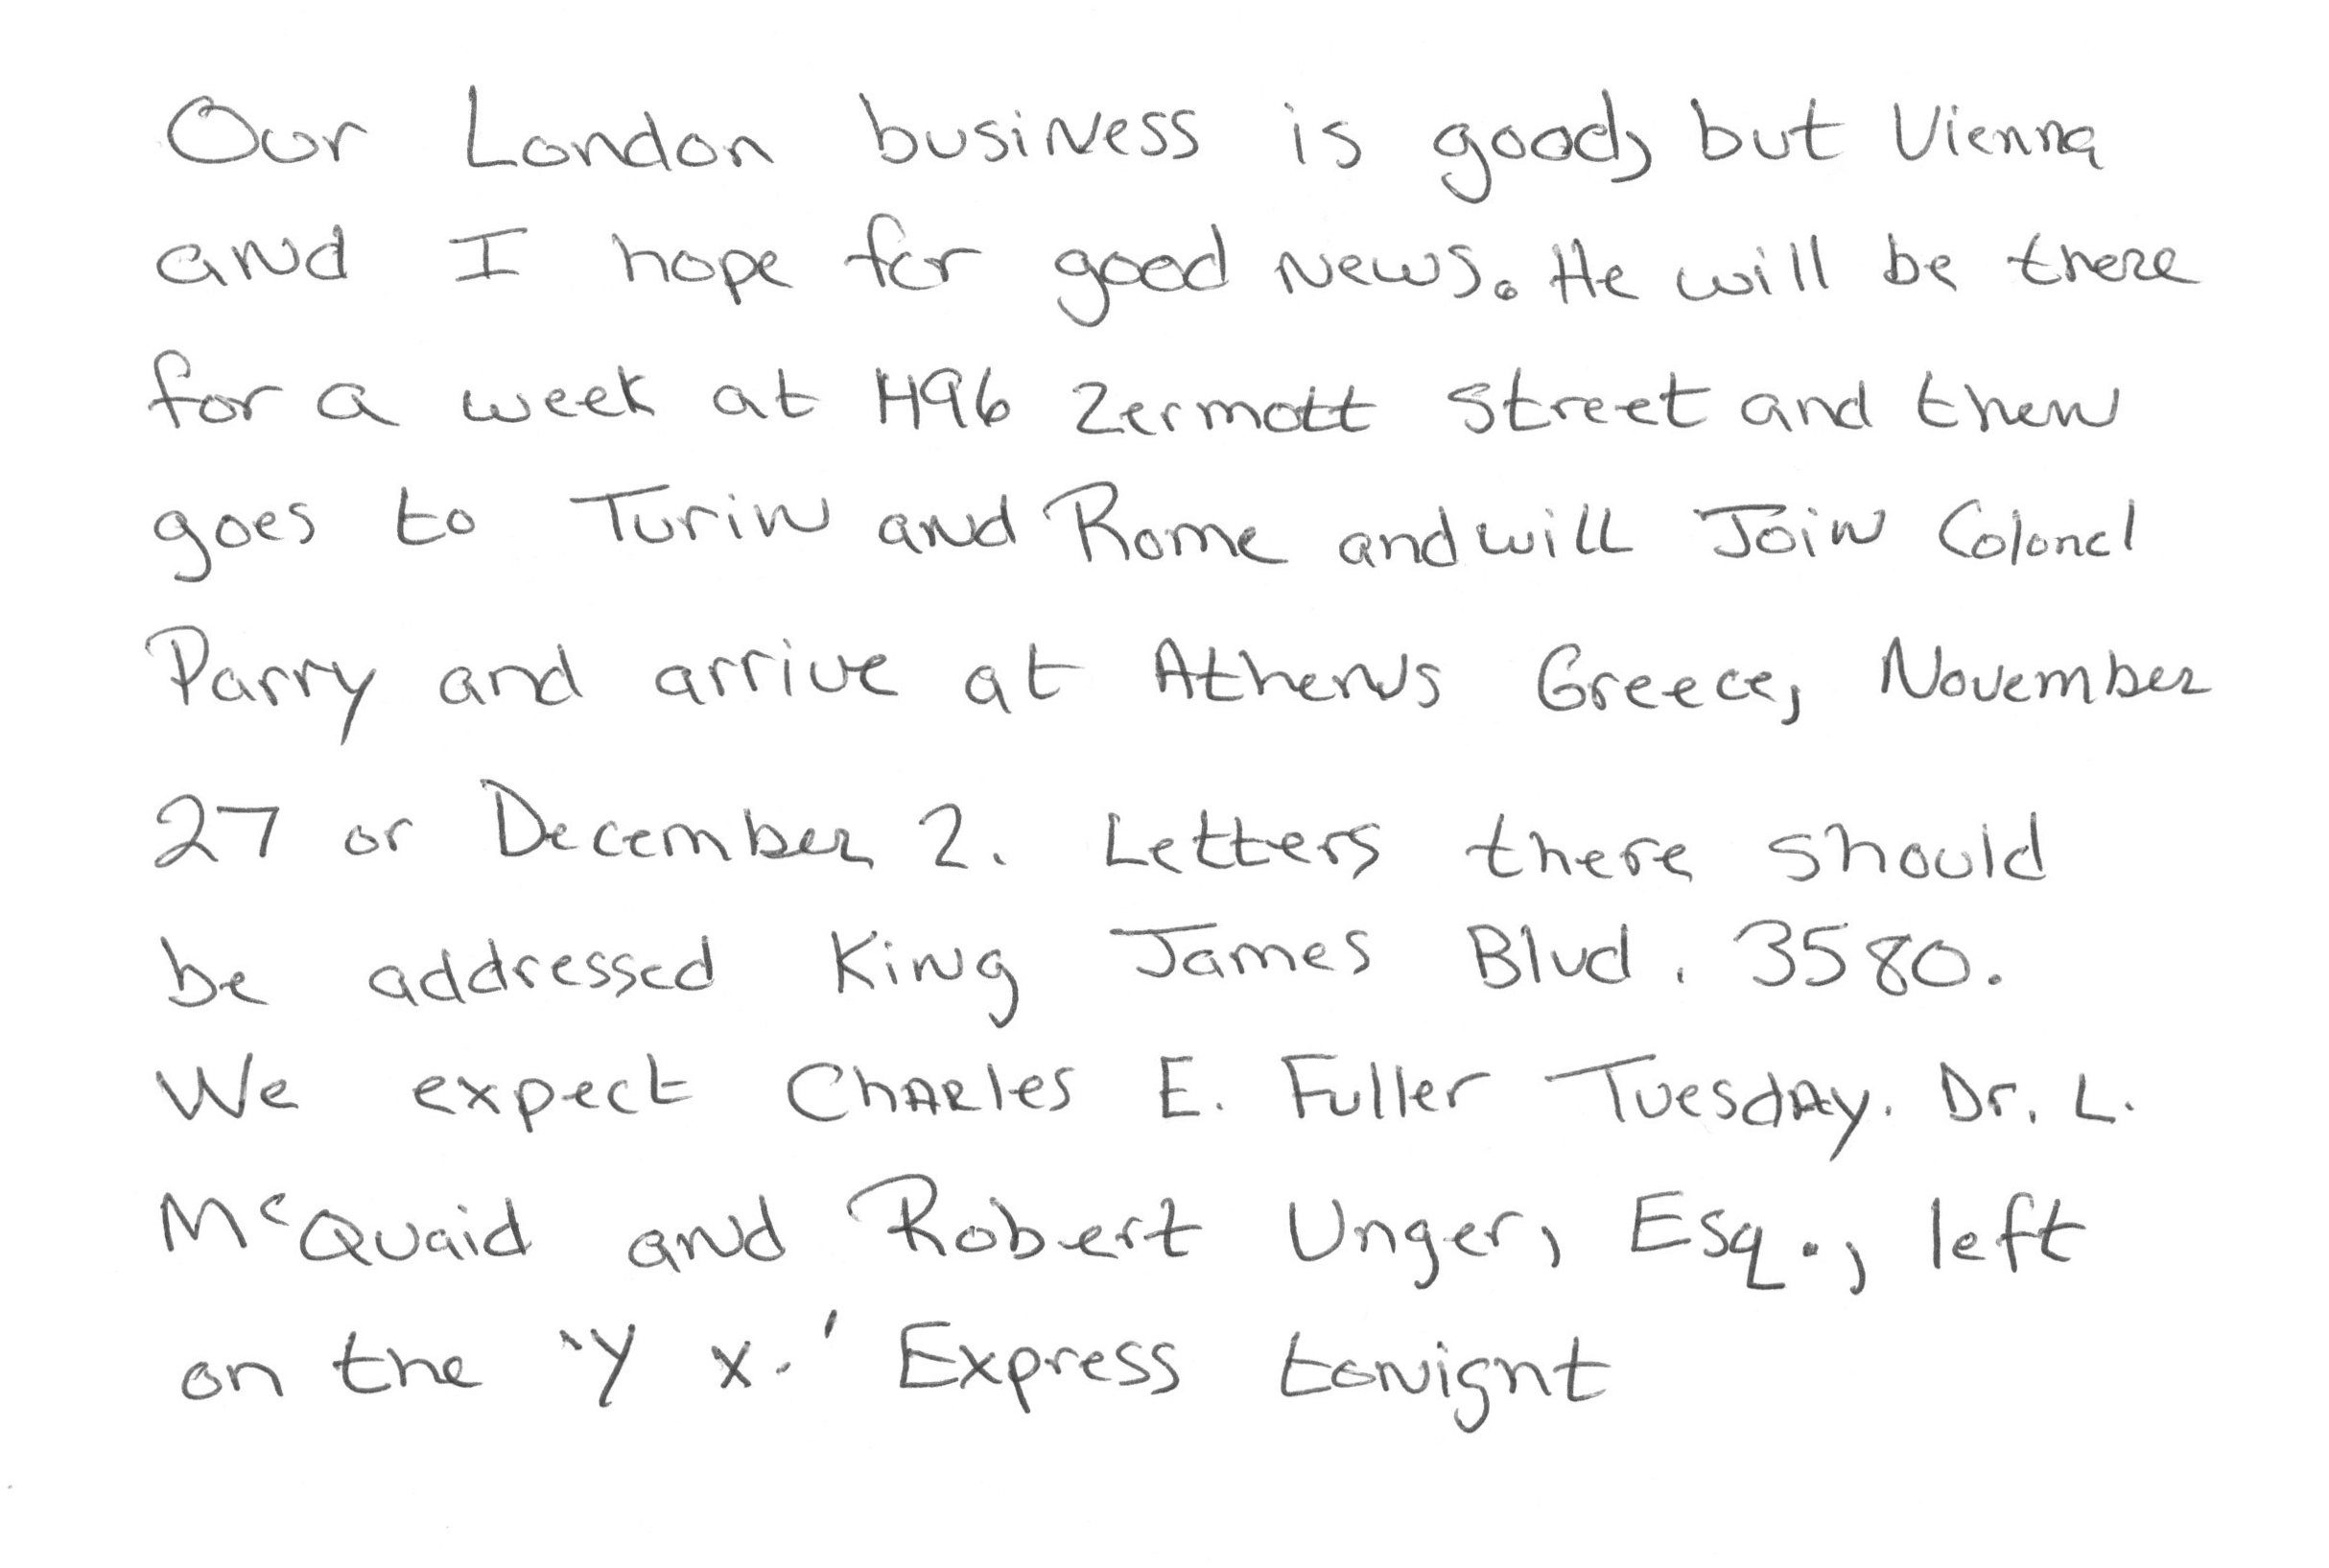 Our London business is good, but Vienna
and I hope for good news. He will be there
for a week at 496 Zermott street and then
goes to Turin and Rome and will Join Colonel
Parry and arrive at Athens Greece, November
27 or December 2. Letters there should
be addressed King James Blvd. 3580.
We expect Charles E. Fuller Tuesday. Dr. L.
McQuaid and Robert Unger, Esq., left
on the 'Y X.' Express tonight